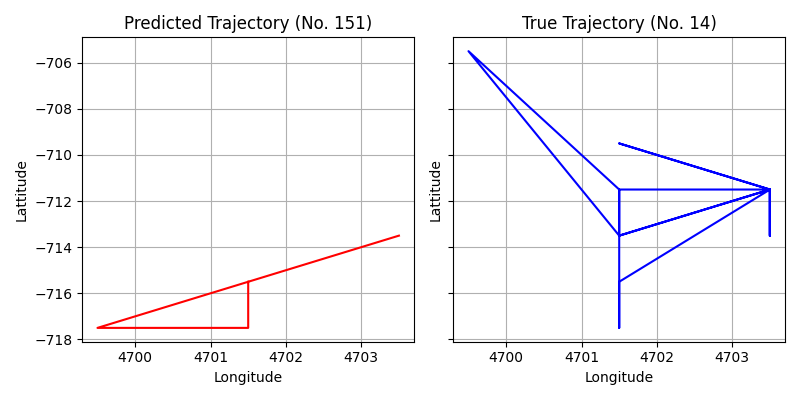 Predicted Trajectory (No. 151)
True Trajectory (No. 14)
Lattitude
−706
−708
−710
−712
−714
−716
−718
4700
4701
4702
4703
Longitude
Lattitude
4700
4701
4702
4703
Longitude